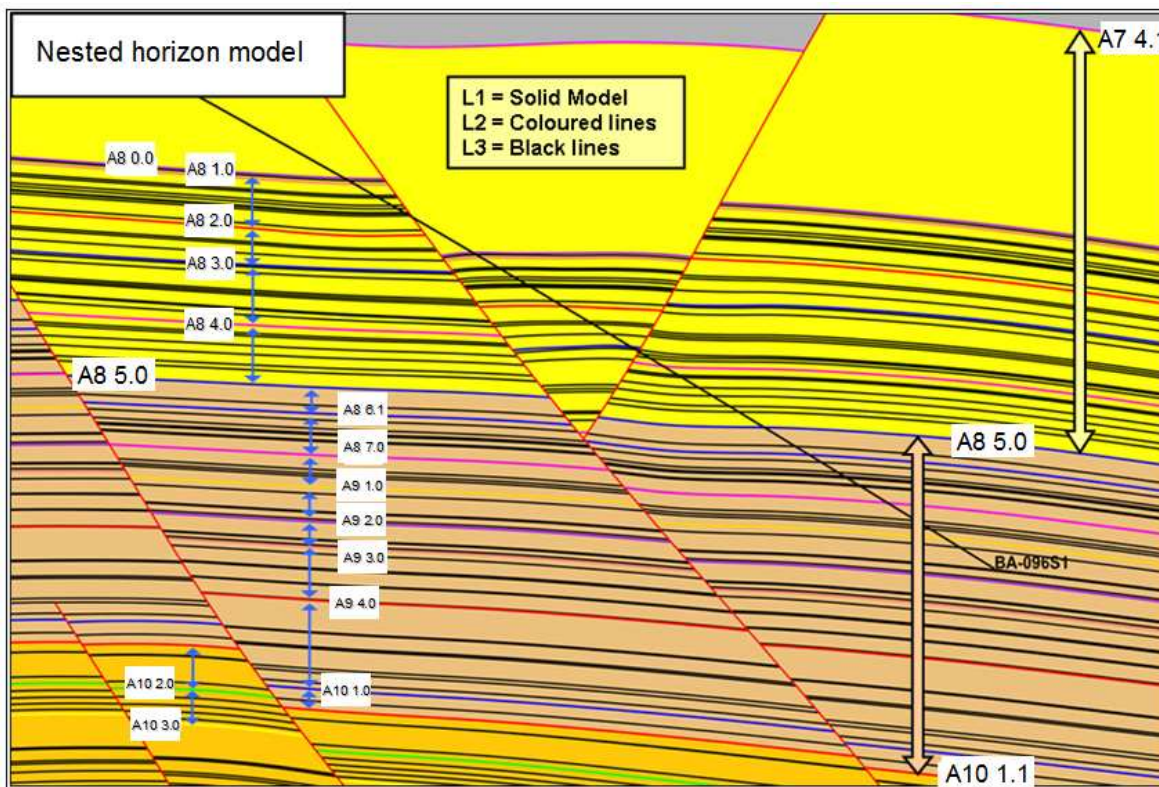 Nested horizon model
L1 = Solid Model
L2 = Coloured lines
L3 = Black lines
A7 4.1
A8 0.0
A8 1.0
A8 2.0
A8 3.0
A8 4.0
A8 5.0
A8 6.1
A8 7.0
A9 1.0
A9 2.0
A9 3.0
A9 4.0
A10 1.0
A10 2.0
A10 3.0
A8 5.0
BA-096S1
A10 1.1